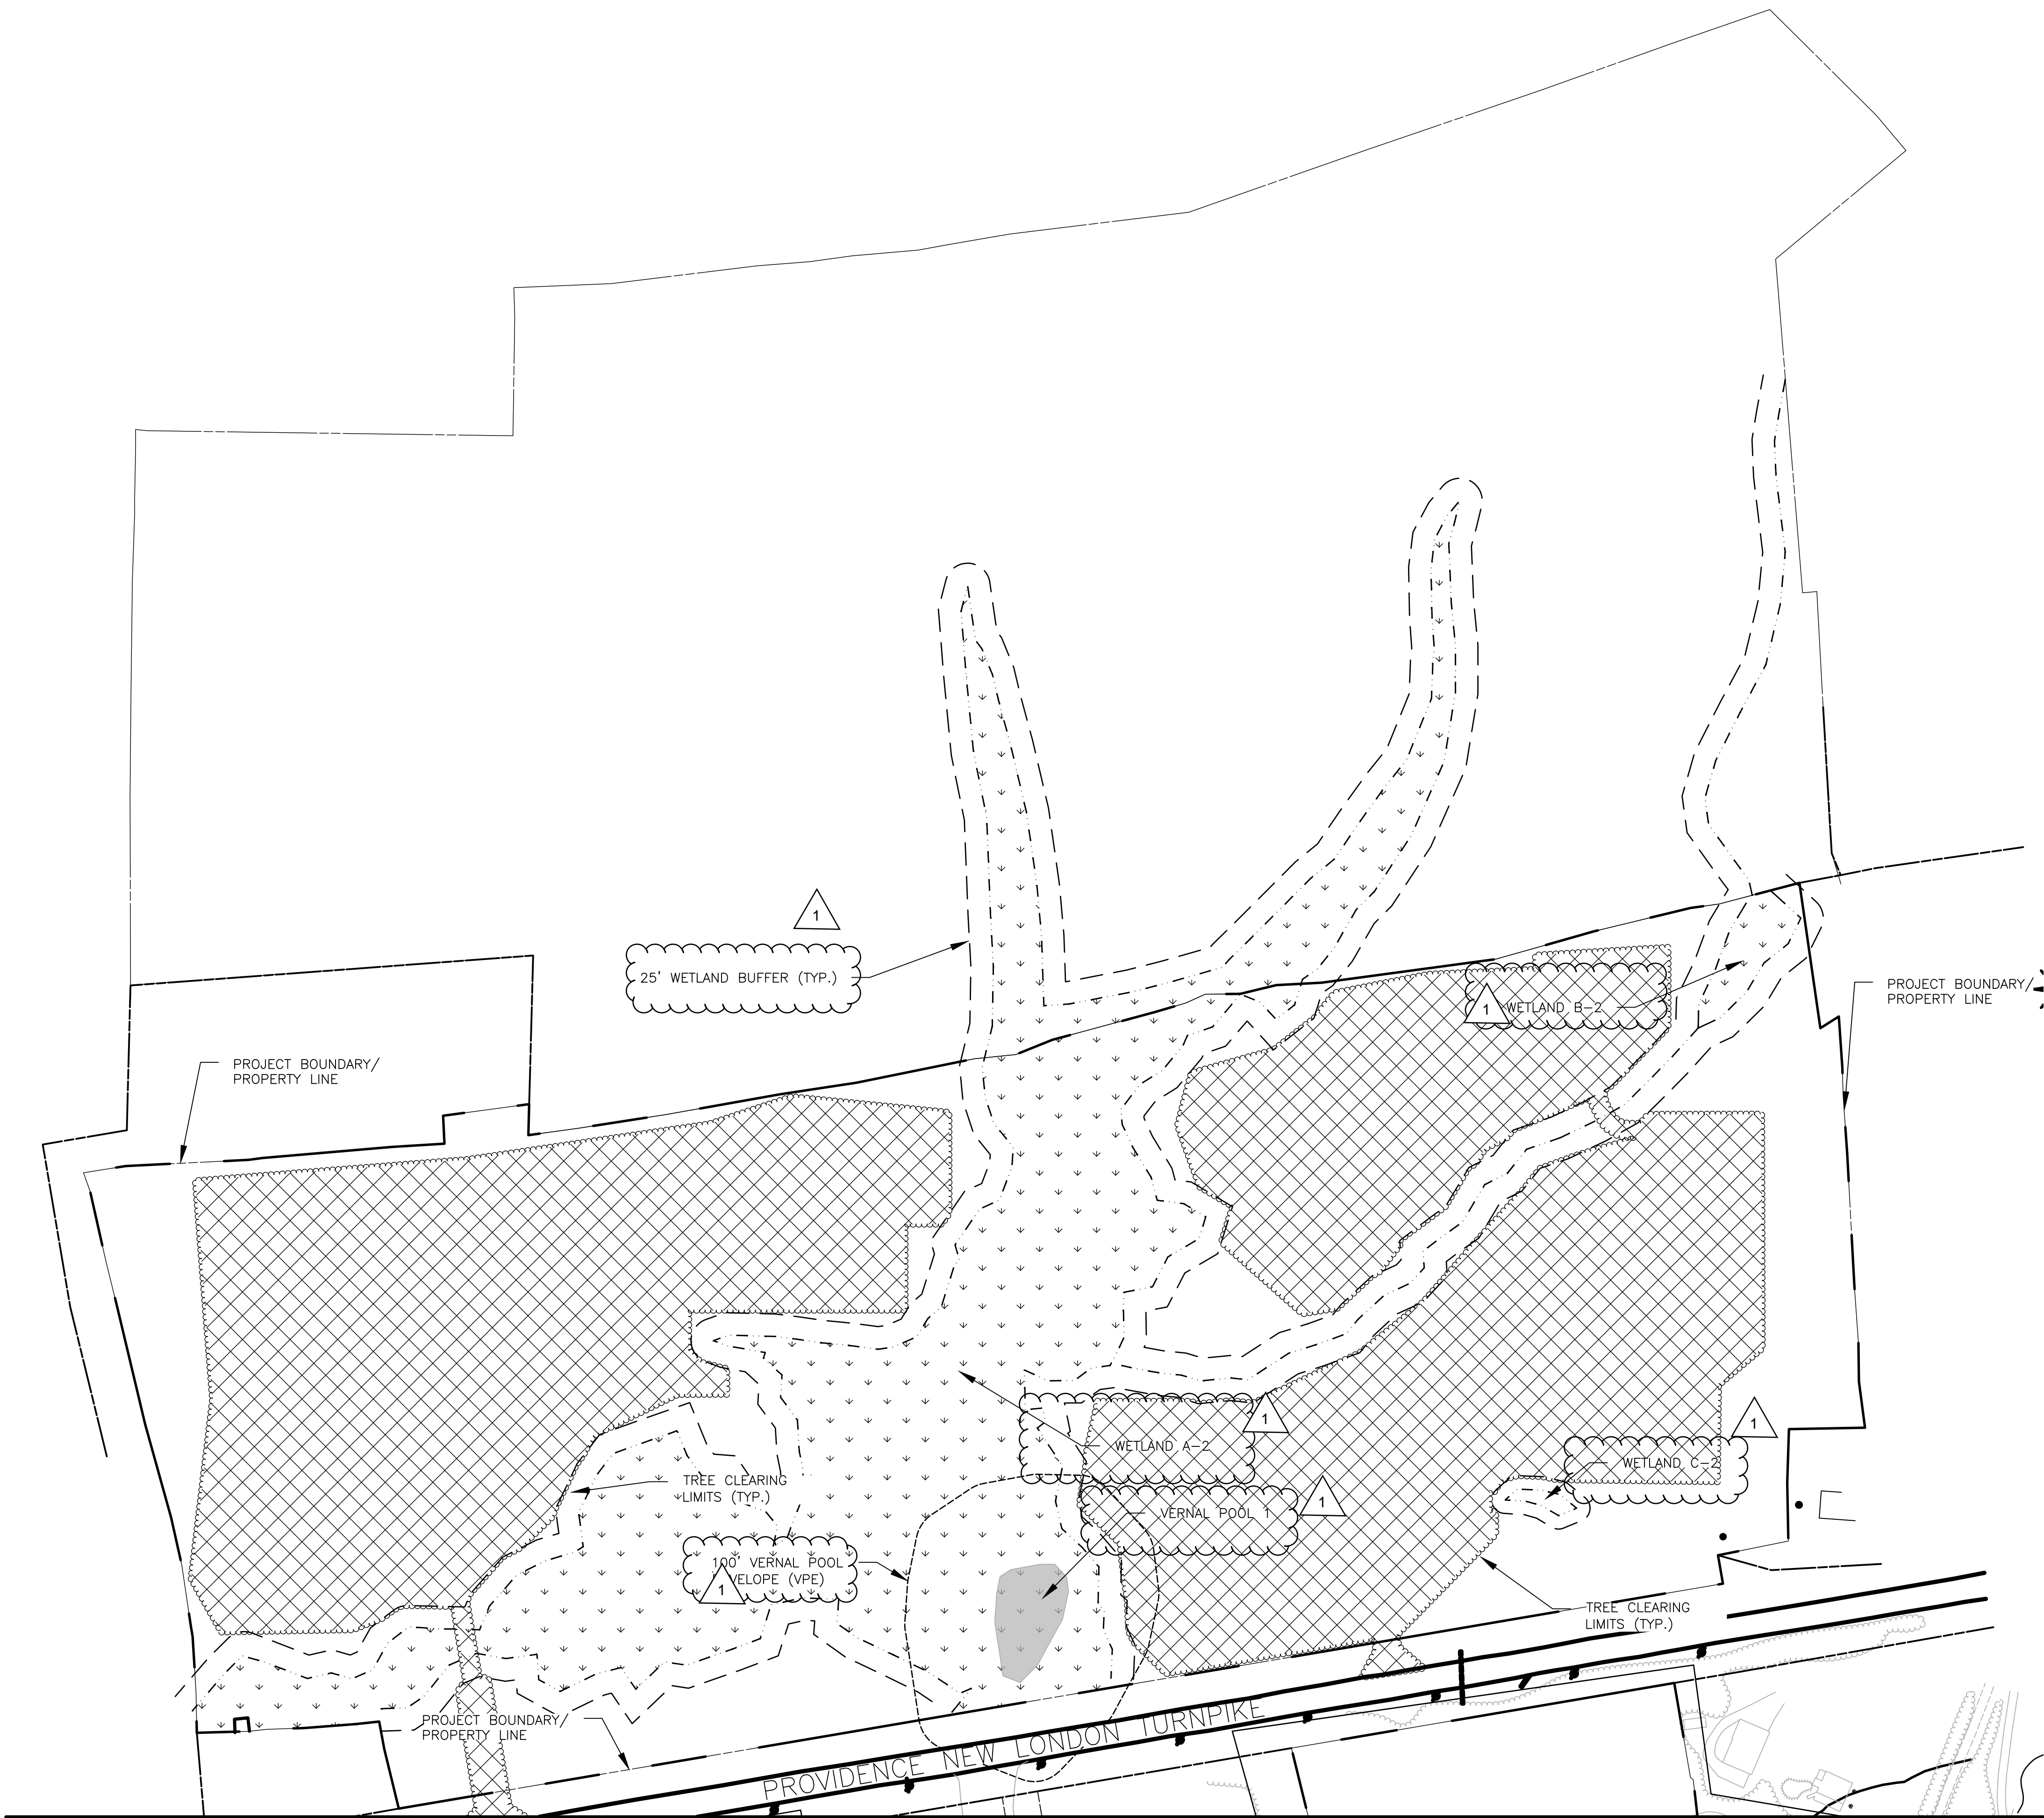 1
25' WETLAND BUFFER (TYP.)
1
WETLAND B-2
PROJECT BOUNDARY/
PROPERTY LINE
PROJECT BOUNDARY/
PROPERTY LINE
1
WETLAND A-2
1
WETLAND C-2
TREE CLEARING
LIMITS (TYP.)
1
VERNAL POOL 1
100' VERNAL POOL
VELOPE (VPE)
1
TREE CLEARING
LIMITS (TYP.)
PROJECT BOUNDARY/
PROPERTY LINE
PROVIDENCE NEW LONDON TURNPIKE